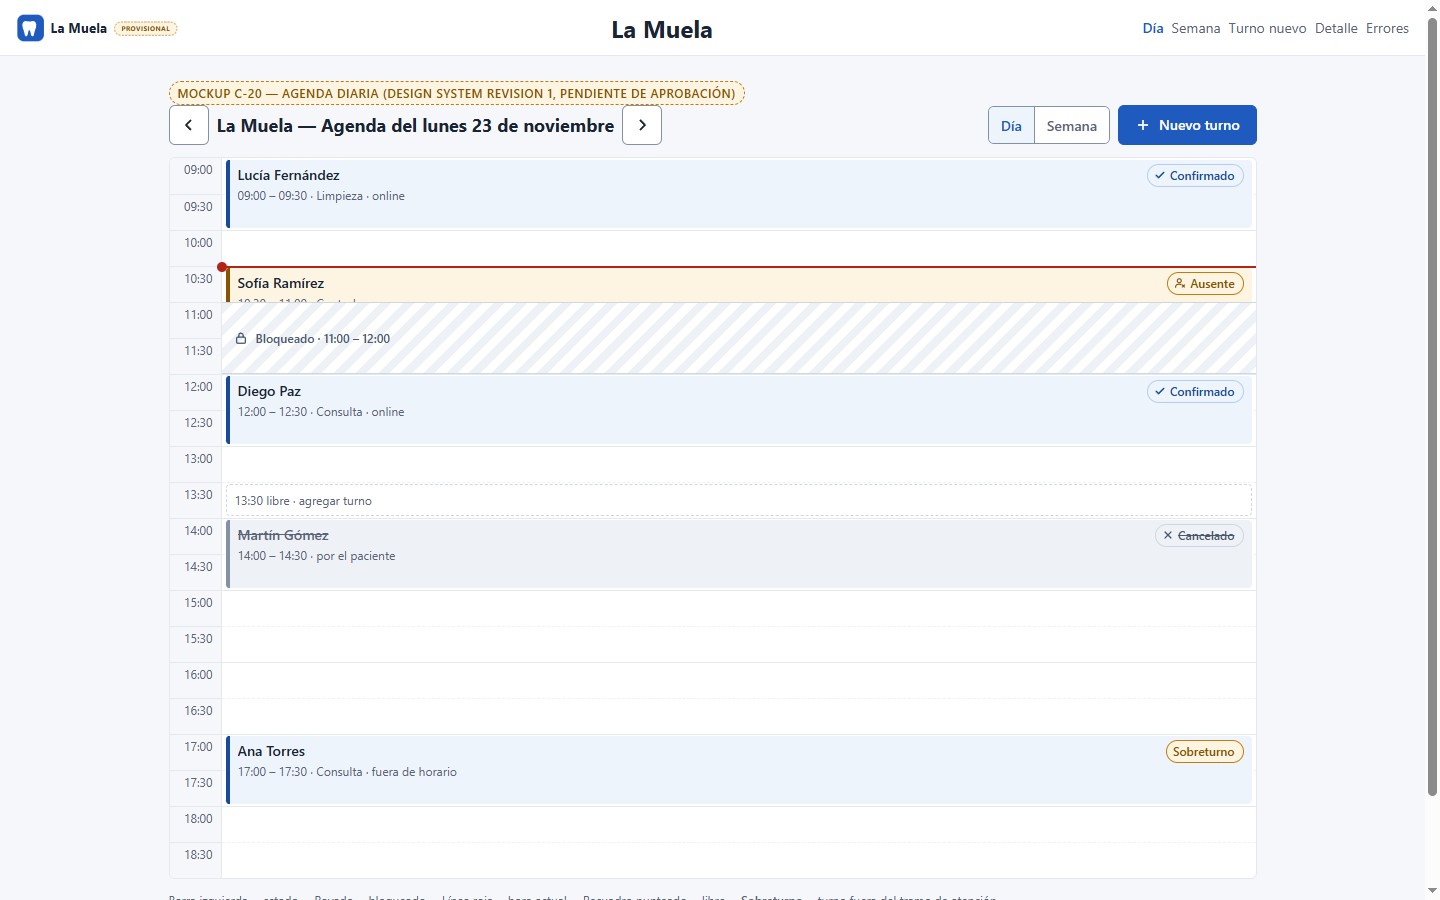 La Muela PROVISIONAL
La Muela
Día Semana Turno nuevo Detalle Errores
MOCKUP C-20 — AGENDA DIARIA (DESIGN SYSTEM REVISION 1, PENDIENTE DE APROBACIÓN)
La Muela — Agenda del lunes 23 de noviembre
Día Semana
Nuevo turno
09:00
Lucía Fernández
Confirmado
09:00 – 09:30 · Limpieza · online
09:30
10:00
10:30
Sofía Ramírez
Ausente
11:00
Bloqueado · 11:00 – 12:00
11:30
12:00
Diego Paz
Confirmado
12:00 – 12:30 · Consulta · online
12:30
13:00
13:30
13:30 libre · agregar turno
14:00
Martín Gómez
Cancelado
14:00 – 14:30 · por el paciente
14:30
15:00
15:30
16:00
16:30
17:00
Ana Torres
Sobreturno
17:00 – 17:30 · Consulta · fuera de horario
17:30
18:00
18:30